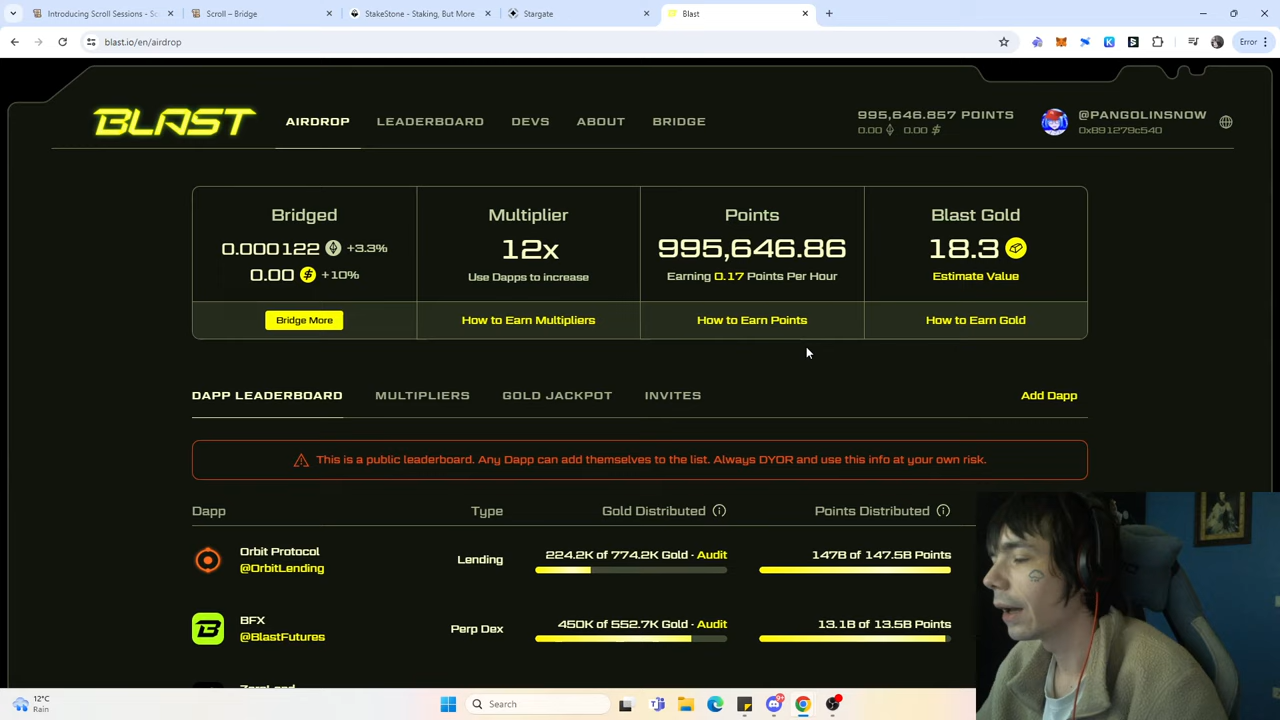 Introducing Scroll Sessions - Sc
Scroll – Bridge
StakeStone - Staking, But More
Stargate
Blast
blast.io/en/airdrop
Error
BLAST
AIRDROP
LEADERBOARD
DEVS
ABOUT
BRIDGE
995,646.857 POINTS
0.00 0.00
@PANGOLINSNOW
0x891279c540
Bridged
0.000122 +3.3%
0.00 +10%
Bridge More
Multiplier
12x
Use Dapps to increase
How to Earn Multipliers
Points
995,646.86
Earning 0.17 Points Per Hour
How to Earn Points
Blast Gold
18.3
Estimate Value
How to Earn Gold
DAPP LEADERBOARD
MULTIPLIERS
GOLD JACKPOT
INVITES
Add Dapp
This is a public leaderboard. Any Dapp can add themselves to the list. Always DYOR and use this info at your own risk.
Dapp
Type
Gold Distributed
Points Distributed
Orbit Protocol
@OrbitLending
Lending
224.2K of 774.2K Gold · Audit
147B of 147.5B Points
BFX
@BlastFutures
Perp Dex
450K of 552.7K Gold · Audit
13.1B of 13.5B Points
12°C
Rain
Search